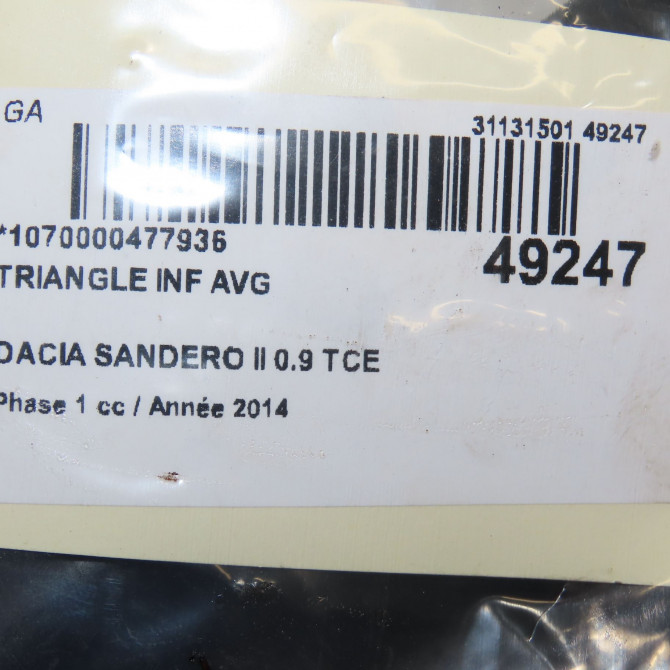 GA
31131501 49247
*1070000477936
49247
TRIANGLE INF AVG
DACIA SANDERO II 0.9 TCE
Phase 1 cc / Année 2014